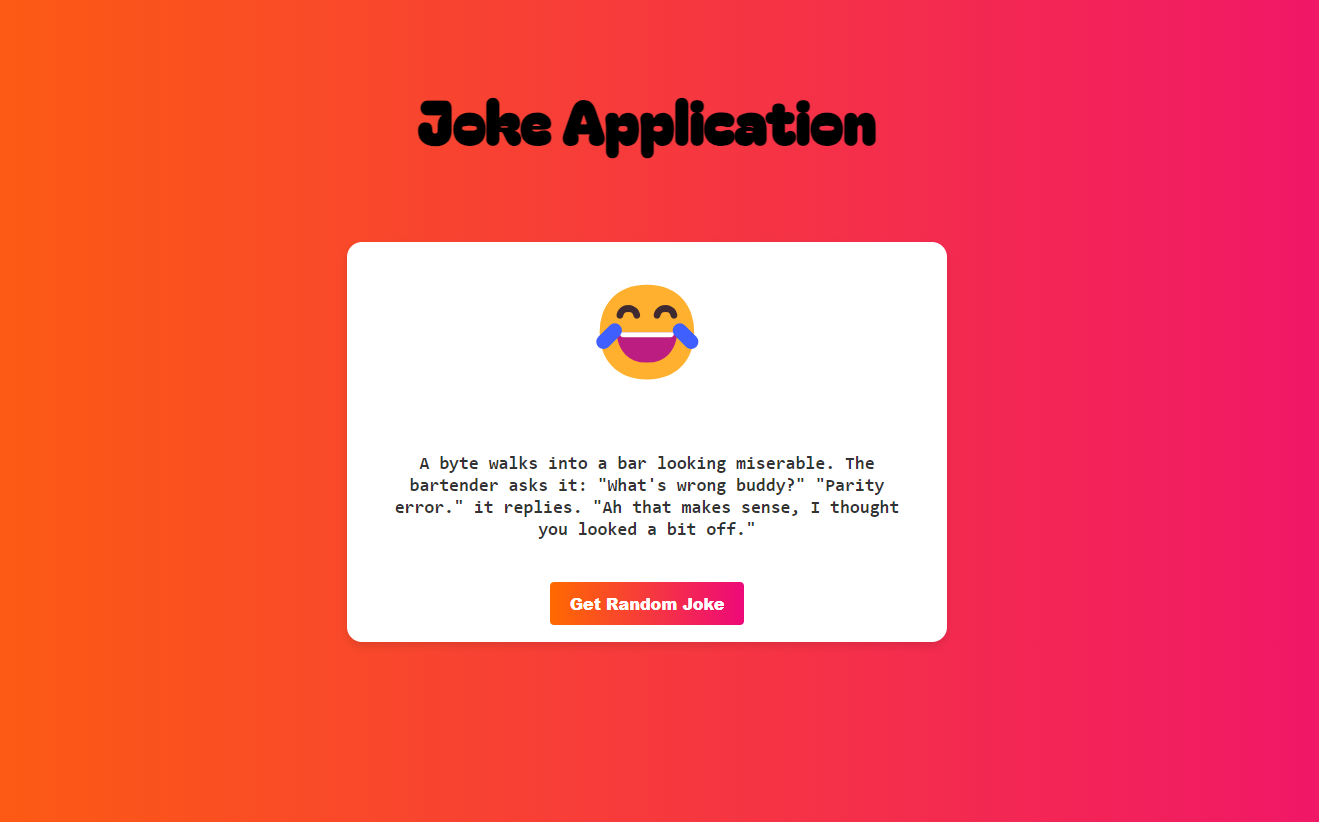 Joke Application
A byte walks into a bar looking miserable. The
bartender asks it: "What's wrong buddy?" "Parity
error." it replies. "Ah that makes sense, I thought
you looked a bit off."
Get Random Joke